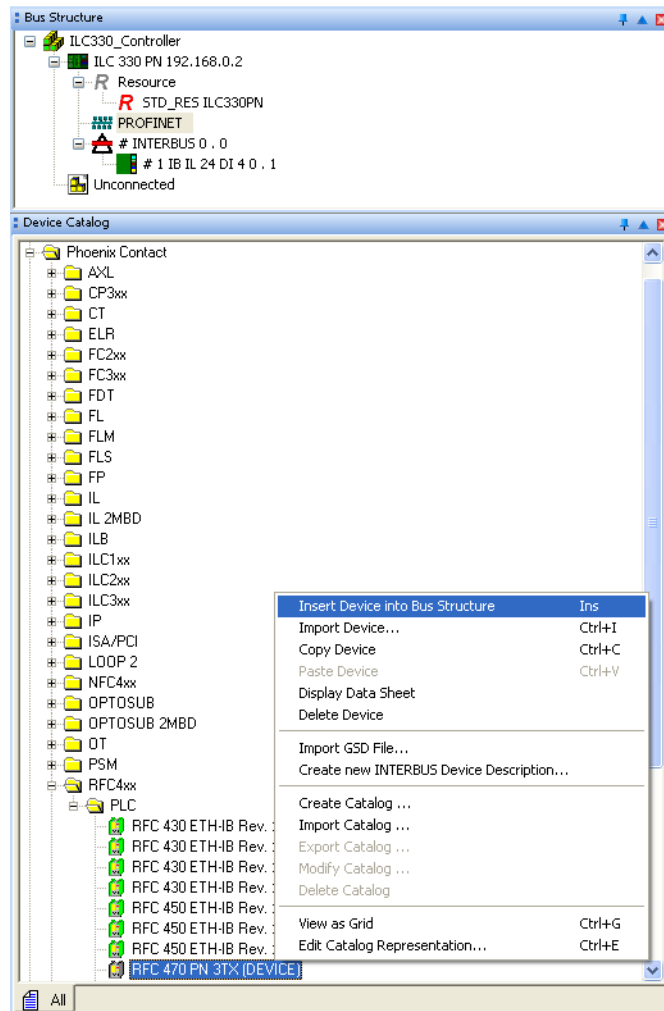 Bus Structure
ILC330_Controller
ILC 330 PN 192.168.0.2
R Resource
R STD_RES ILC330PN
PROFINET
# INTERBUS 0 . 0
# 1 IB IL 24 DI 4 0 . 1
Unconnected
Device Catalog
Phoenix Contact
AXL
CP3xx
CT
ELR
FC2xx
FC3xx
FDT
FL
FLM
FLS
FP
IL
IL 2MBD
ILB
ILC1xx
ILC2xx
ILC3xx
IP
ISA/PCI
LOOP 2
NFC4xx
OPTOSUB
OPTOSUB 2MBD
OT
PSM
RFC4xx
PLC
RFC 430 ETH-IB Rev.
RFC 430 ETH-IB Rev.
RFC 430 ETH-IB Rev.
RFC 430 ETH-IB Rev.
RFC 450 ETH-IB Rev.
RFC 450 ETH-IB Rev.
RFC 450 ETH-IB Rev.
RFC 470 PN 3TX (DEVICE)
Insert Device into Bus Structure Ins
Import Device... Ctrl+I
Copy Device Ctrl+C
Paste Device Ctrl+V
Display Data Sheet
Delete Device
Import GSD File...
Create new INTERBUS Device Description...
Create Catalog ...
Import Catalog ...
Export Catalog ...
Modify Catalog ...
Delete Catalog
View as Grid Ctrl+G
Edit Catalog Representation... Ctrl+E
All